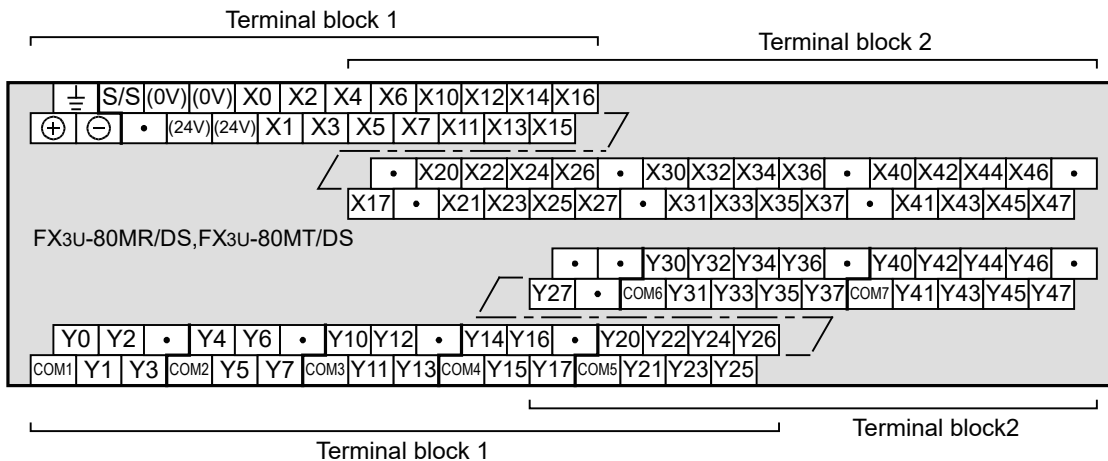 Terminal block 1
Terminal block 2
S/S (0V) (0V) X0 X2 X4 X6 X10 X12 X14 X16
⊕ ⊖ • (24V) (24V) X1 X3 X5 X7 X11 X13 X15
• X20 X22 X24 X26 • X30 X32 X34 X36 • X40 X42 X44 X46 •
X17 • X21 X23 X25 X27 • X31 X33 X35 X37 • X41 X43 X45 X47
FX3U-80MR/DS,FX3U-80MT/DS
• • Y30 Y32 Y34 Y36 • Y40 Y42 Y44 Y46 •
Y27 • COM6 Y31 Y33 Y35 Y37 COM7 Y41 Y43 Y45 Y47
Y0 Y2 • Y4 Y6 • Y10 Y12 • Y14 Y16 • Y20 Y22 Y24 Y26
COM1 Y1 Y3 COM2 Y5 Y7 COM3 Y11 Y13 COM4 Y15 Y17 COM5 Y21 Y23 Y25
Terminal block2
Terminal block 1